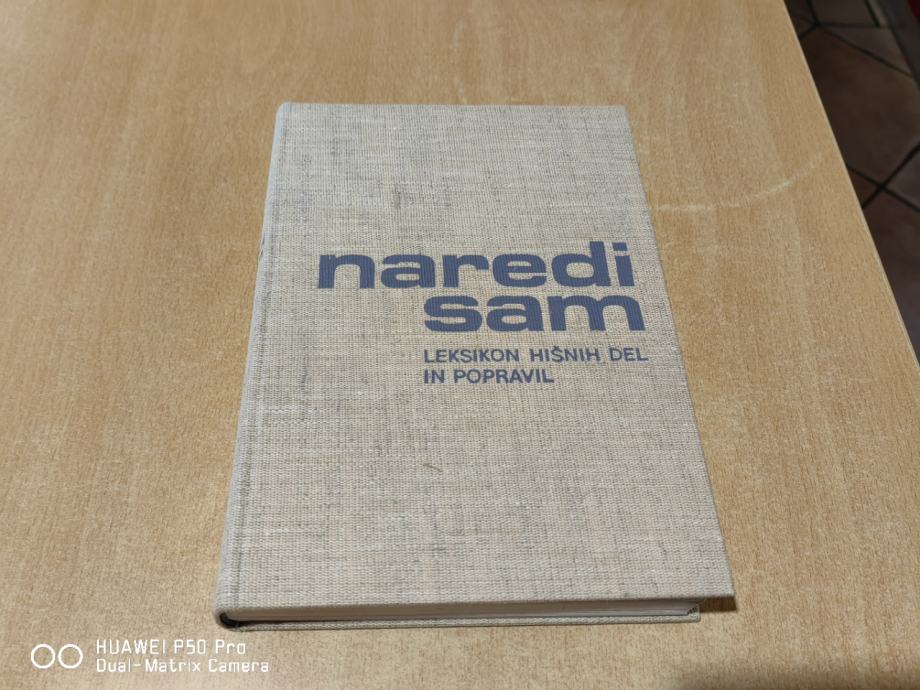 naredi
sam
LEKSIKON HIŠNIH DEL
IN POPRAVIL
HUAWEI P50 Pro
Dual-Matrix Camera